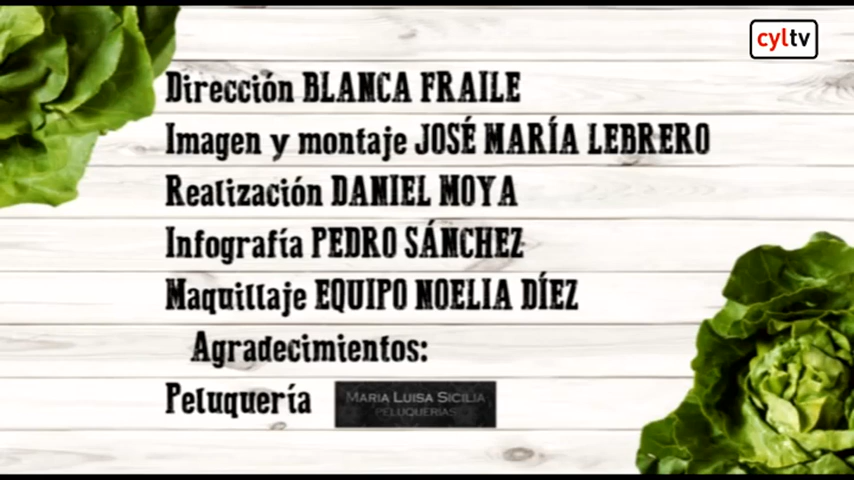 cyltv
Dirección BLANCA FRAILE
Imagen y montaje JOSÉ MARÍA LEBRERO
Realización DANIEL MOYA
Infografía PEDRO SÁNCHEZ
Maquillaje EQUIPO NOELIA DÍEZ
Agradecimientos:
Peluquería MARIA LUISA SICILIA
PELUQUERIAS